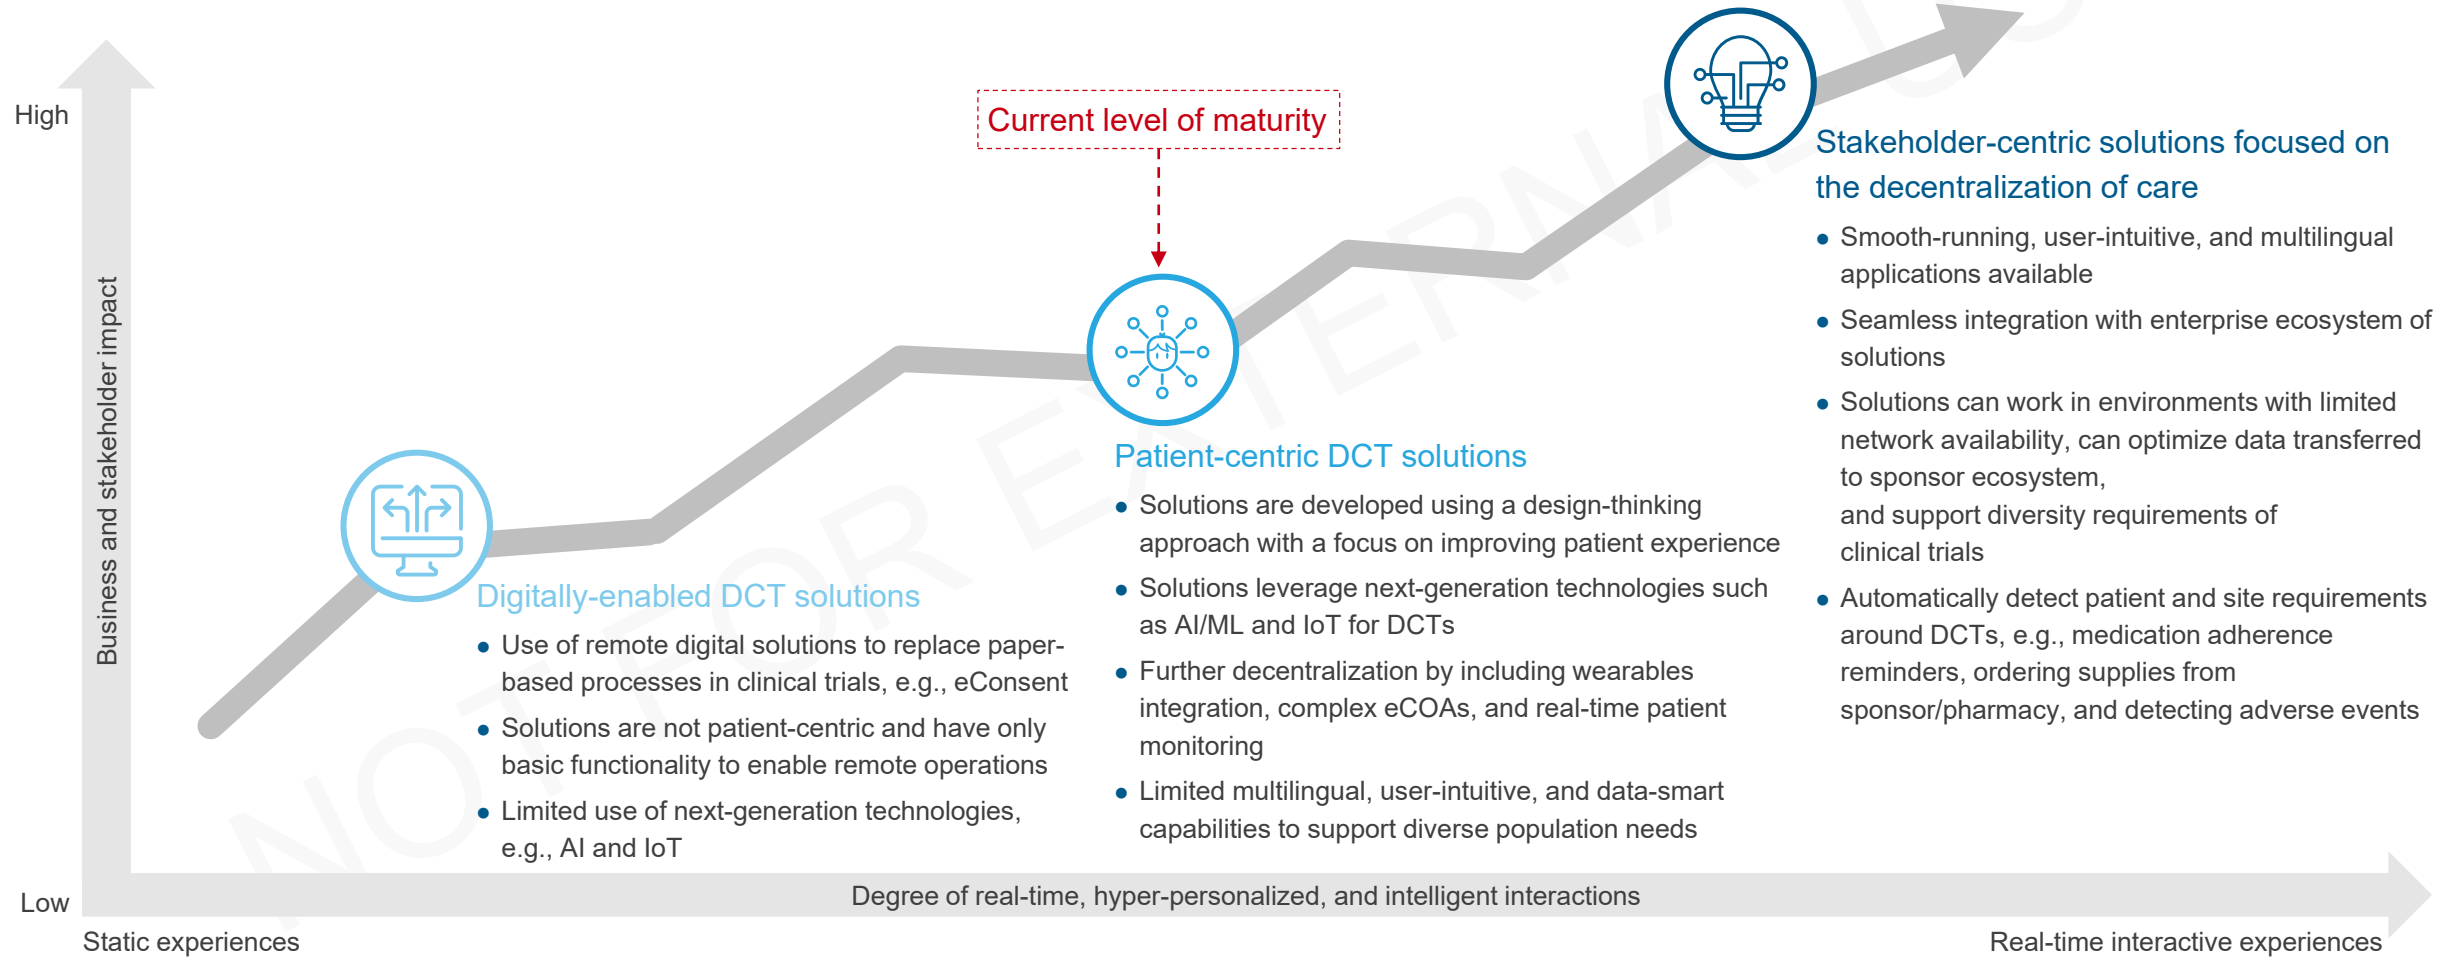 High
Business and stakeholder impact
Low
Current level of maturity
Digitally-enabled DCT solutions
● Use of remote digital solutions to replace paper-
based processes in clinical trials, e.g., eConsent
● Solutions are not patient-centric and have only
basic functionality to enable remote operations
● Limited use of next-generation technologies,
e.g., AI and IoT
Patient-centric DCT solutions
● Solutions are developed using a design-thinking
approach with a focus on improving patient experience
● Solutions leverage next-generation technologies such
as AI/ML and IoT for DCTs
● Further decentralization by including wearables
integration, complex eCOAs, and real-time patient
monitoring
● Limited multilingual, user-intuitive, and data-smart
capabilities to support diverse population needs
Stakeholder-centric solutions focused on
the decentralization of care
● Smooth-running, user-intuitive, and multilingual
applications available
● Seamless integration with enterprise ecosystem of
solutions
● Solutions can work in environments with limited
network availability, can optimize data transferred
to sponsor ecosystem,
and support diversity requirements of
clinical trials
● Automatically detect patient and site requirements
around DCTs, e.g., medication adherence
reminders, ordering supplies from
sponsor/pharmacy, and detecting adverse events
Degree of real-time, hyper-personalized, and intelligent interactions
Static experiences
Real-time interactive experiences
NOT FOR EXTERNAL